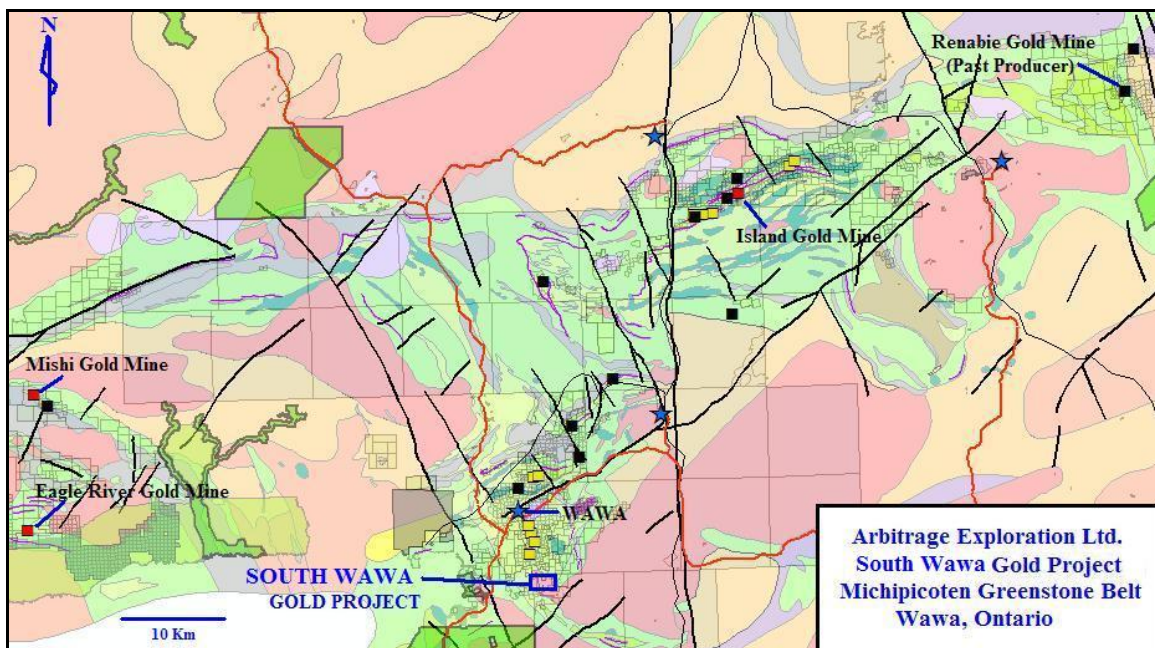 N
Renabie Gold Mine
(Past Producer)
Island Gold Mine
Mishi Gold Mine
Eagle River Gold Mine
WAWA
SOUTH WAWA
GOLD PROJECT
10 Km
Arbitrage Exploration Ltd.
South Wawa Gold Project
Michipicoten Greenstone Belt
Wawa, Ontario